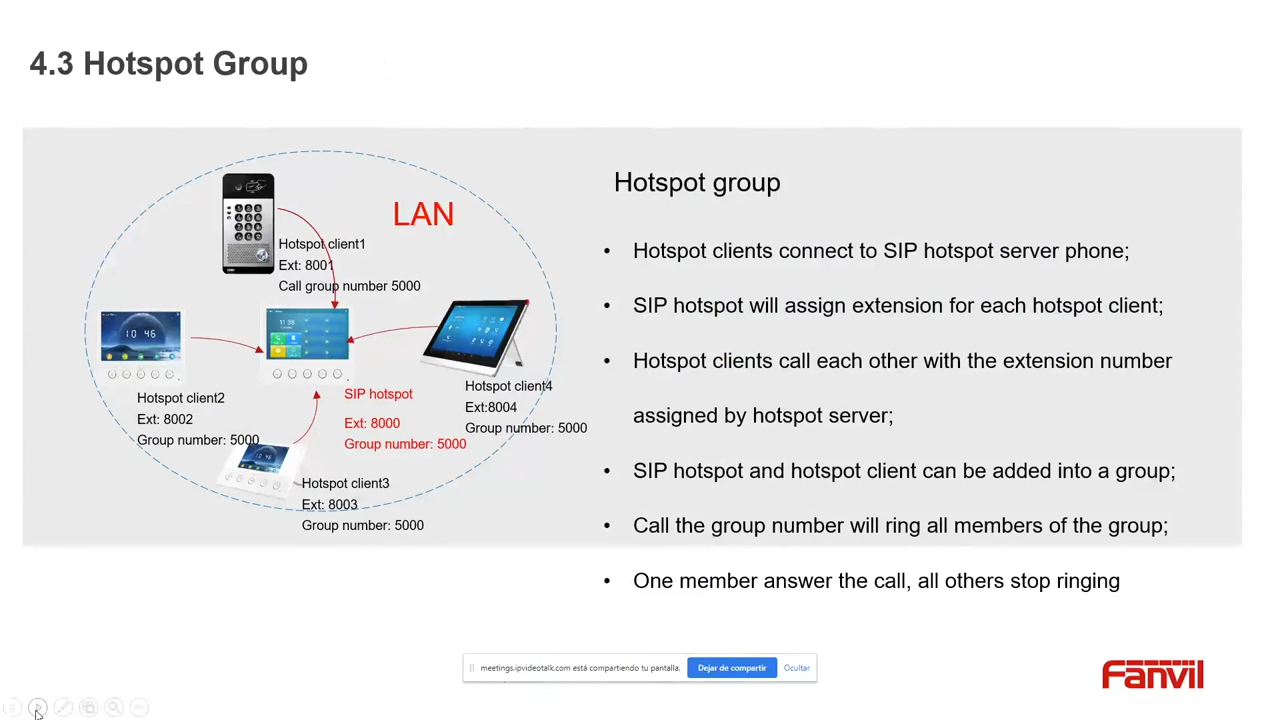 4.3 Hotspot Group
LAN
Hotspot client1
Ext: 8001
Call group number 5000
11:28
10 46
Hotspot client2
Ext: 8002
Group number: 5000
SIP hotspot
Ext: 8000
Group number: 5000
Hotspot client4
Ext:8004
Group number: 5000
10 46
Hotspot client3
Ext: 8003
Group number: 5000
Hotspot group
• Hotspot clients connect to SIP hotspot server phone;
• SIP hotspot will assign extension for each hotspot client;
• Hotspot clients call each other with the extension number
assigned by hotspot server;
• SIP hotspot and hotspot client can be added into a group;
• Call the group number will ring all members of the group;
• One member answer the call, all others stop ringing
meetings.ipvideotalk.com está compartiendo tu pantalla.
Dejar de compartir
Ocultar
Fanvil